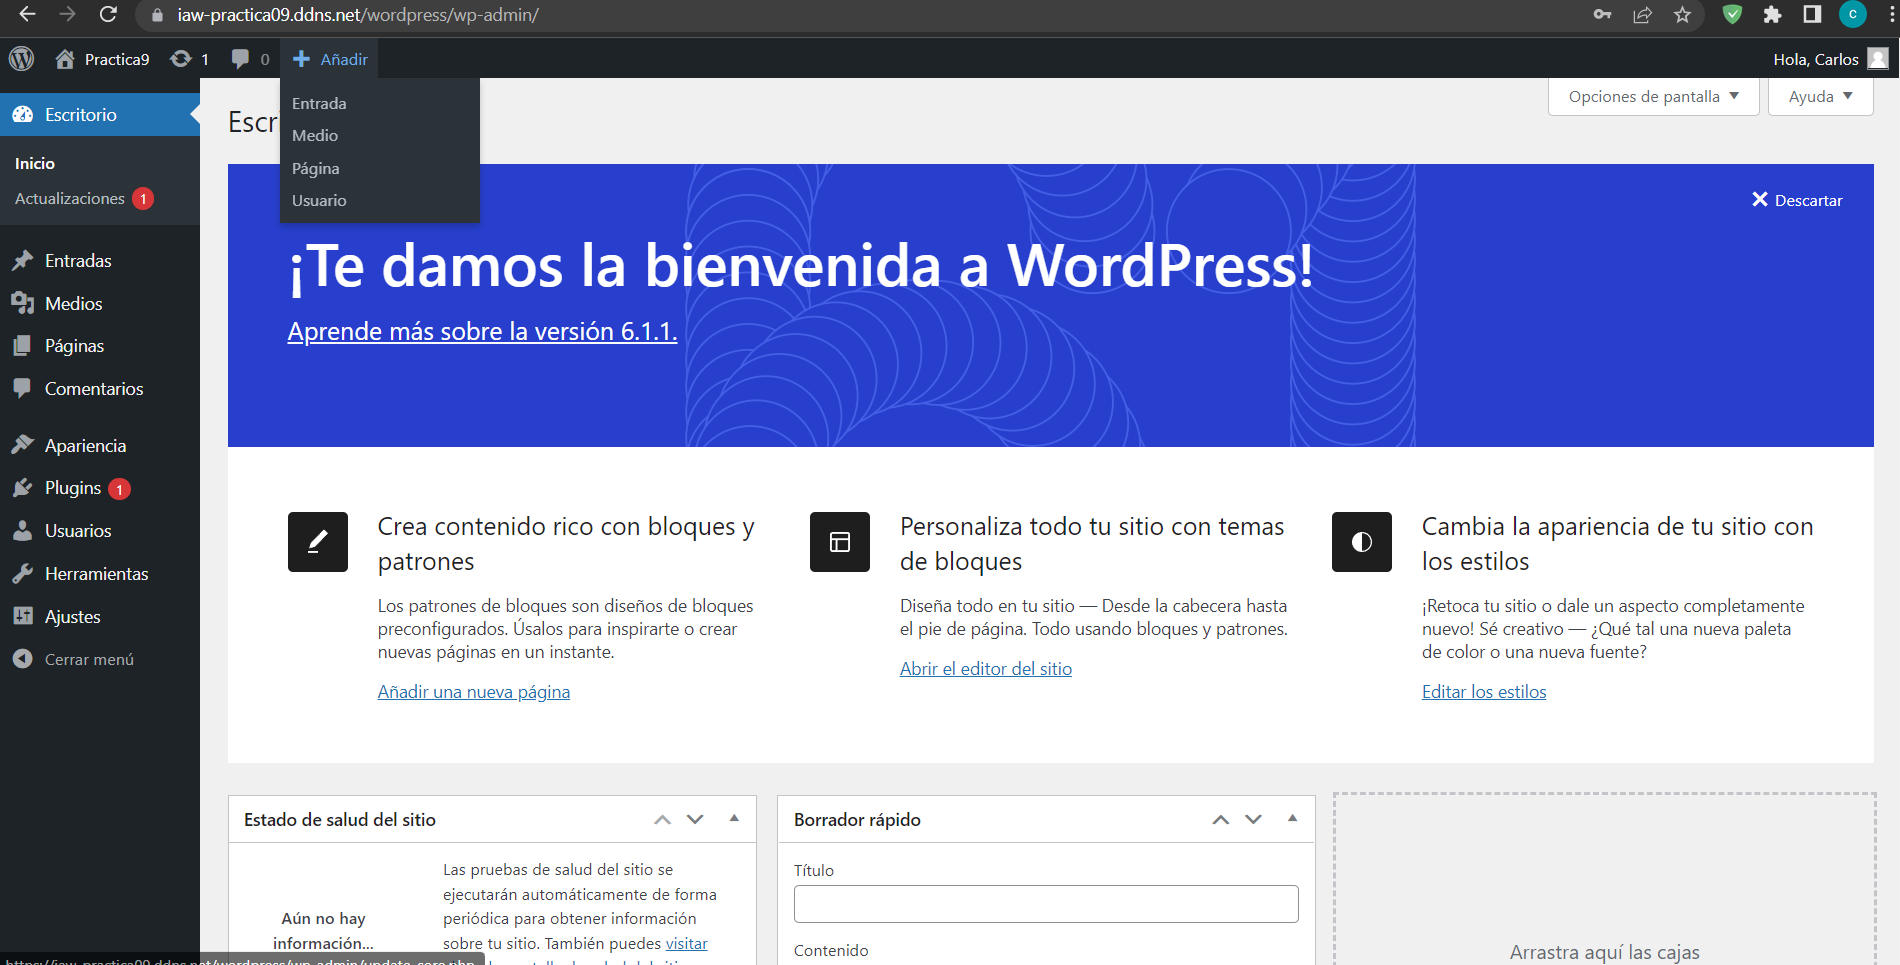 iaw-practica09.ddns.net/wordpress/wp-admin/
C
Practica9
1
0
Añadir
Hola, Carlos
Entrada
Medio
Página
Usuario
Escritorio
Inicio
Actualizaciones 1
Entradas
Medios
Páginas
Comentarios
Apariencia
Plugins 1
Usuarios
Herramientas
Ajustes
Cerrar menú
Escr
Opciones de pantalla
Ayuda
Descartar
¡Te damos la bienvenida a WordPress!
Aprende más sobre la versión 6.1.1.
Crea contenido rico con bloques y
patrones
Los patrones de bloques son diseños de bloques
preconfigurados. Úsalos para inspirarte o crear
nuevas páginas en un instante.
Añadir una nueva página
Personaliza todo tu sitio con temas
de bloques
Diseña todo en tu sitio — Desde la cabecera hasta
el pie de página. Todo usando bloques y patrones.
Abrir el editor del sitio
Cambia la apariencia de tu sitio con
los estilos
¡Retoca tu sitio o dale un aspecto completamente
nuevo! Sé creativo — ¿Qué tal una nueva paleta
de color o una nueva fuente?
Editar los estilos
Estado de salud del sitio
Aún no hay
información...
Las pruebas de salud del sitio se
ejecutarán automáticamente de forma
periódica para obtener información
sobre tu sitio. También puedes visitar
Borrador rápido
Título
Contenido
Arrastra aquí las cajas
https://iaw-practica09.ddns.net/wordpress/wp-admin/update-core.php